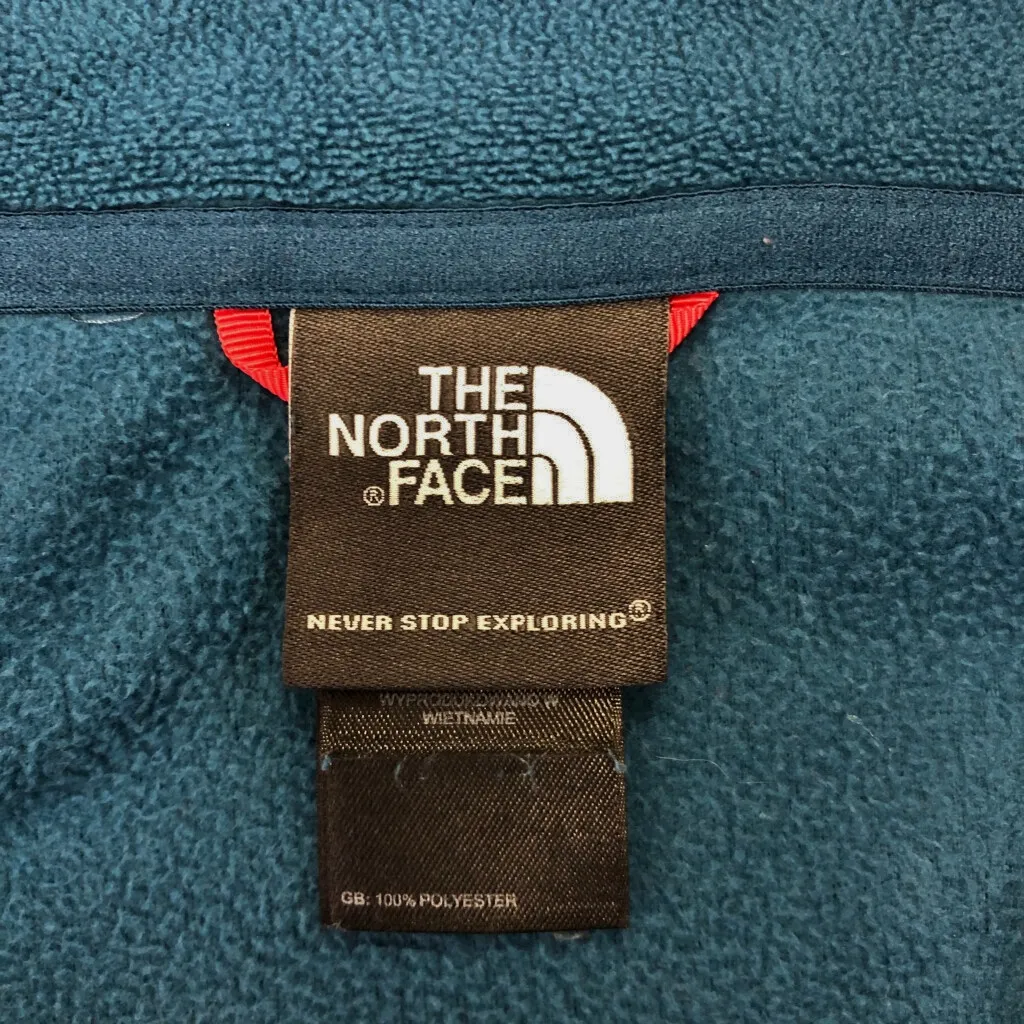 THE
NORTH
®FACE
NEVER STOP EXPLORING®
WYPRODUKOWANO W
WIETNAMIE
GB: 100% POLYESTER